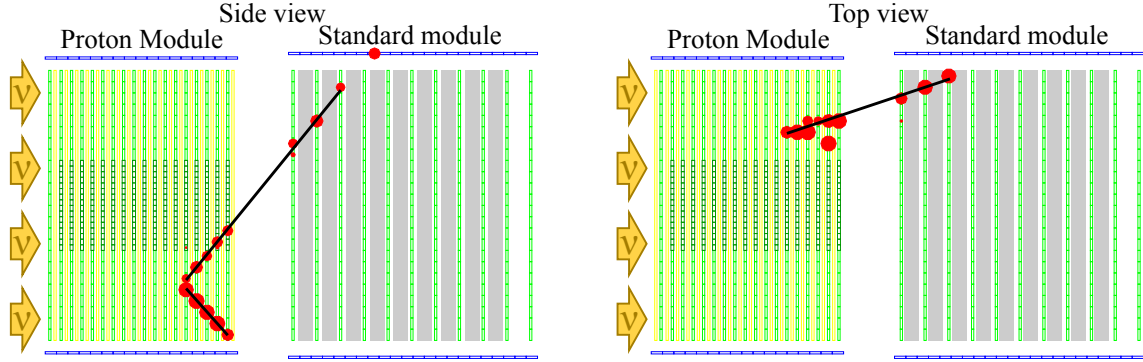 Side view
Proton Module Standard module
ν
ν
ν
ν
Top view
Proton Module Standard module
ν
ν
ν
ν